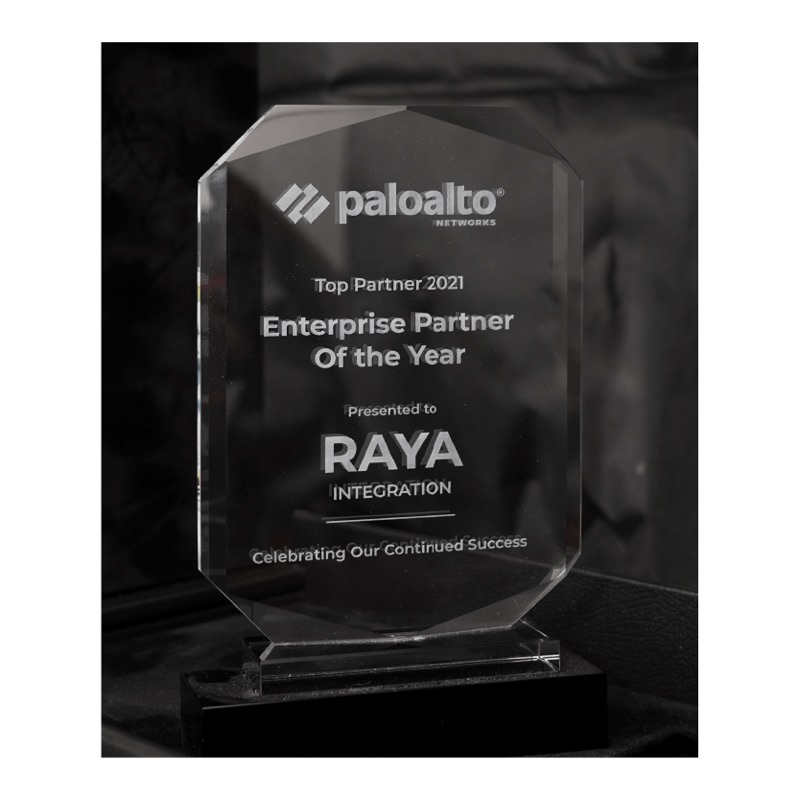 paloalto®
NETWORKS
Top Partner 2021
Enterprise Partner
Of the Year
Presented to
RAYA
INTEGRATION
Celebrating Our Continued Success